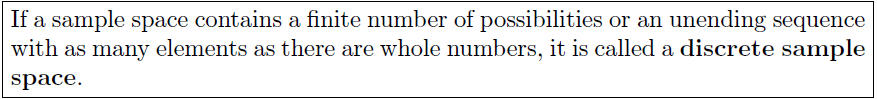 If a sample space contains a finite number of possibilities or an unending sequence
with as many elements as there are whole numbers, it is called a discrete sample
space.